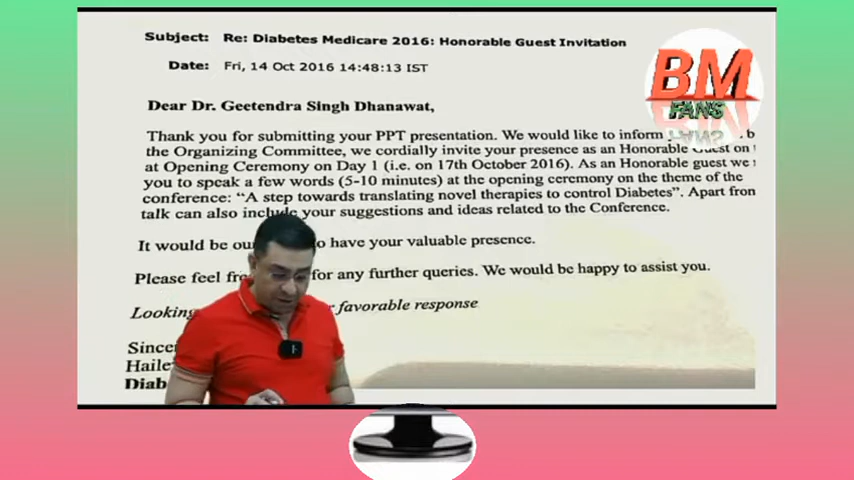 Subject: Re: Diabetes Medicare 2016: Honorable Guest Invitation
Date: Fri, 14 Oct 2016 14:48:13 IST
BM
FANS
Dear Dr. Geetendra Singh Dhanawat,
Thank you for submitting your PPT presentation. We would like to inform
the Organizing Committee, we cordially invite your presence as an Honorable Guest on
at Opening Ceremony on Day 1 (i.e. on 17th October 2016). As an Honorable guest we
you to speak a few words (5-10 minutes) at the opening ceremony on the theme of the
conference: “A step towards translating novel therapies to control Diabetes”. Apart from
talk can also include your suggestions and ideas related to the Conference.
It would be to have your valuable presence.
Please feel for any further queries. We would be happy to assist you.
Looking favorable response